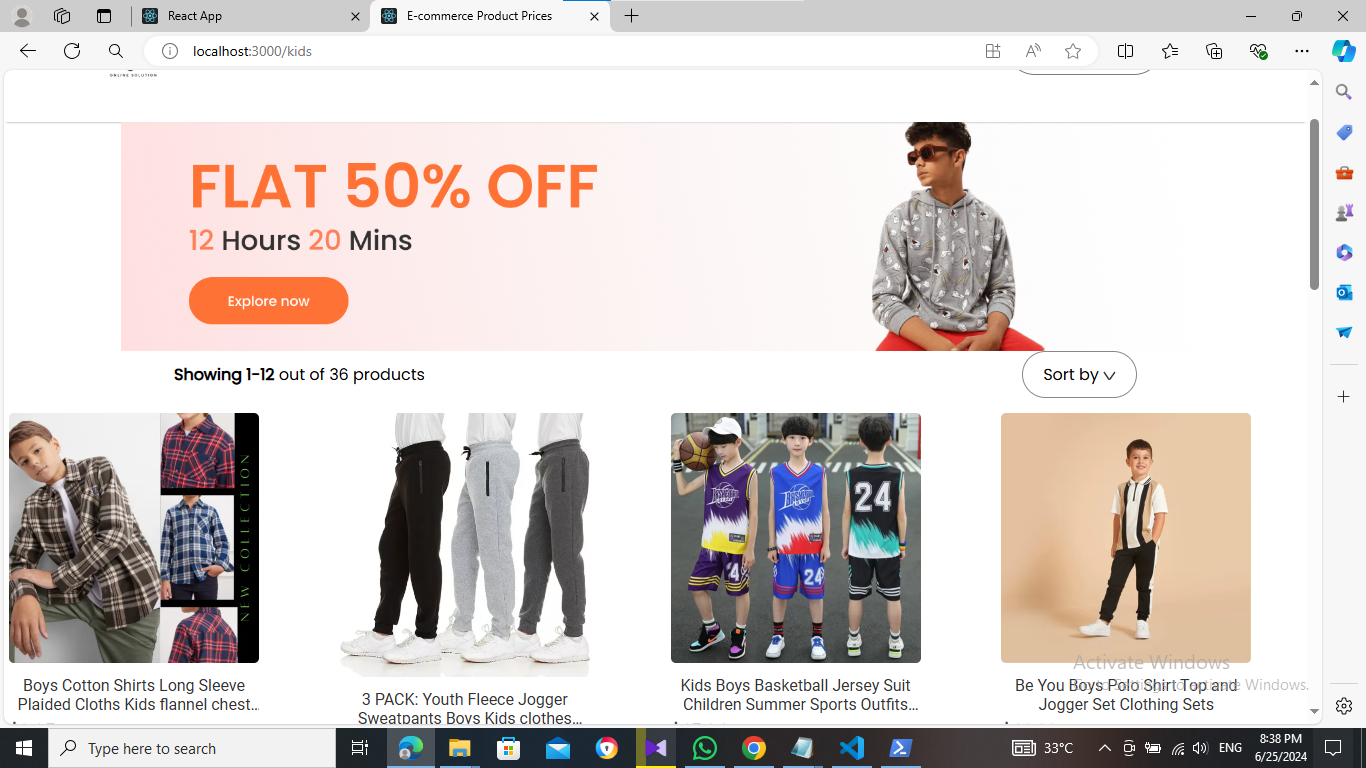 React App
E-commerce Product Prices
localhost:3000/kids
ONLINE SOLUTION
FLAT 50% OFF
12 Hours 20 Mins
Explore now
Showing 1-12 out of 36 products
Sort by
NEW COLLECTION
24
24
24
Boys Cotton Shirts Long Sleeve
Plaided Cloths Kids flannel chest...
3 PACK: Youth Fleece Jogger
Sweatpants Boys Kids clothes...
Kids Boys Basketball Jersey Suit
Children Summer Sports Outfits...
Be You Boys Polo Shirt Top and
Jogger Set Clothing Sets
Activate Windows
Go to Settings to activate Windows.
Type here to search
33°C
ENG
8:38 PM
6/25/2024